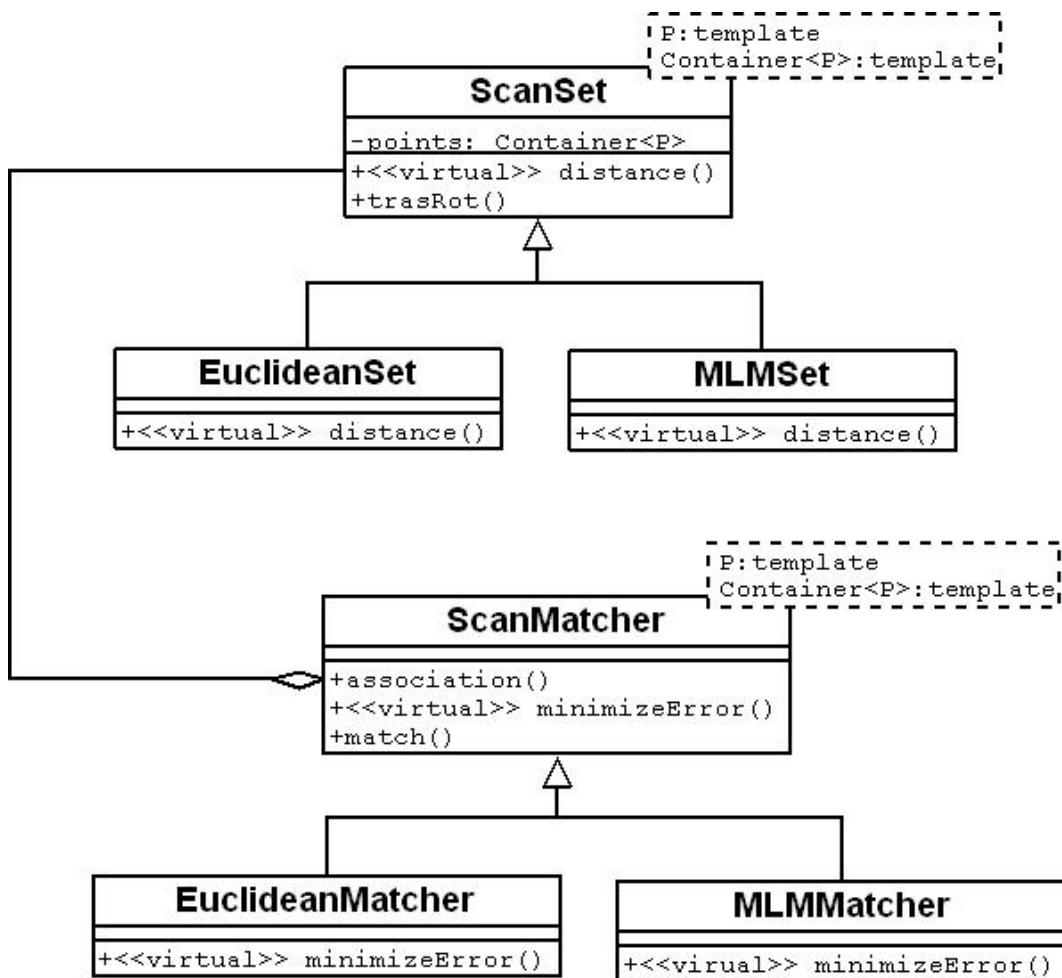 P:template
Container<P>:template
ScanSet
-points: Container<P>
+<<virtual>> distance()
+trasRot()
EuclideanSet
+<<virtual>> distance()
MLMSet
+<<virtual>> distance()
P:template
Container<P>:template
ScanMatcher
+association()
+<<virtual>> minimizeError()
+match()
EuclideanMatcher
+<<virtual>> minimizeError()
MLMMatcher
+<<virual>> minimizeError()